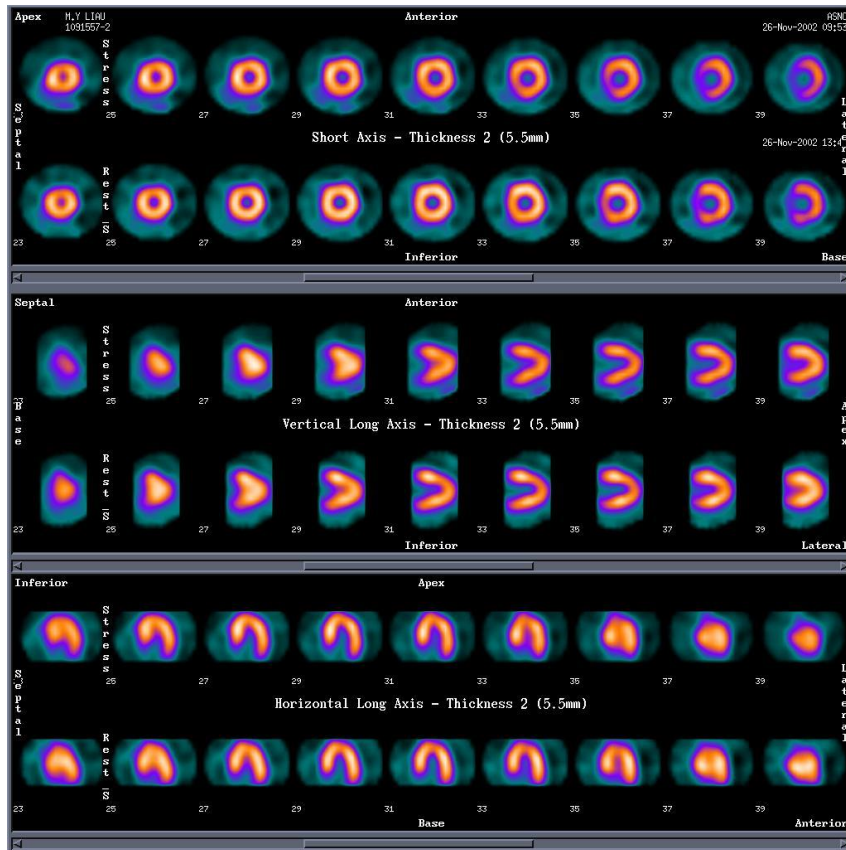 Apex M.Y LIAU Anterior ASNC
1091557-2 26-Nov-2002 09:53
Stress
Septal
Lateral
25 27 29 31 33 35 37 39
Short Axis - Thickness 2 (5.5mm)
26-Nov-2002 13:4
Rest_S
23 25 27 29 31 33 35 37 39
Inferior Base
Septal Anterior
Stress
25 27 29 31 33 35 37 39
Base
Apex
Vertical Long Axis - Thickness 2 (5.5mm)
Rest_S
23 25 27 29 31 33 35 37 39
Inferior Lateral
Inferior Apex
Stress
25 27 29 31 33 35 37 39
Septal
Lateral
Horizontal Long Axis - Thickness 2 (5.5mm)
Rest_S
23 25 27 29 31 33 35 37 39
Base Anterior